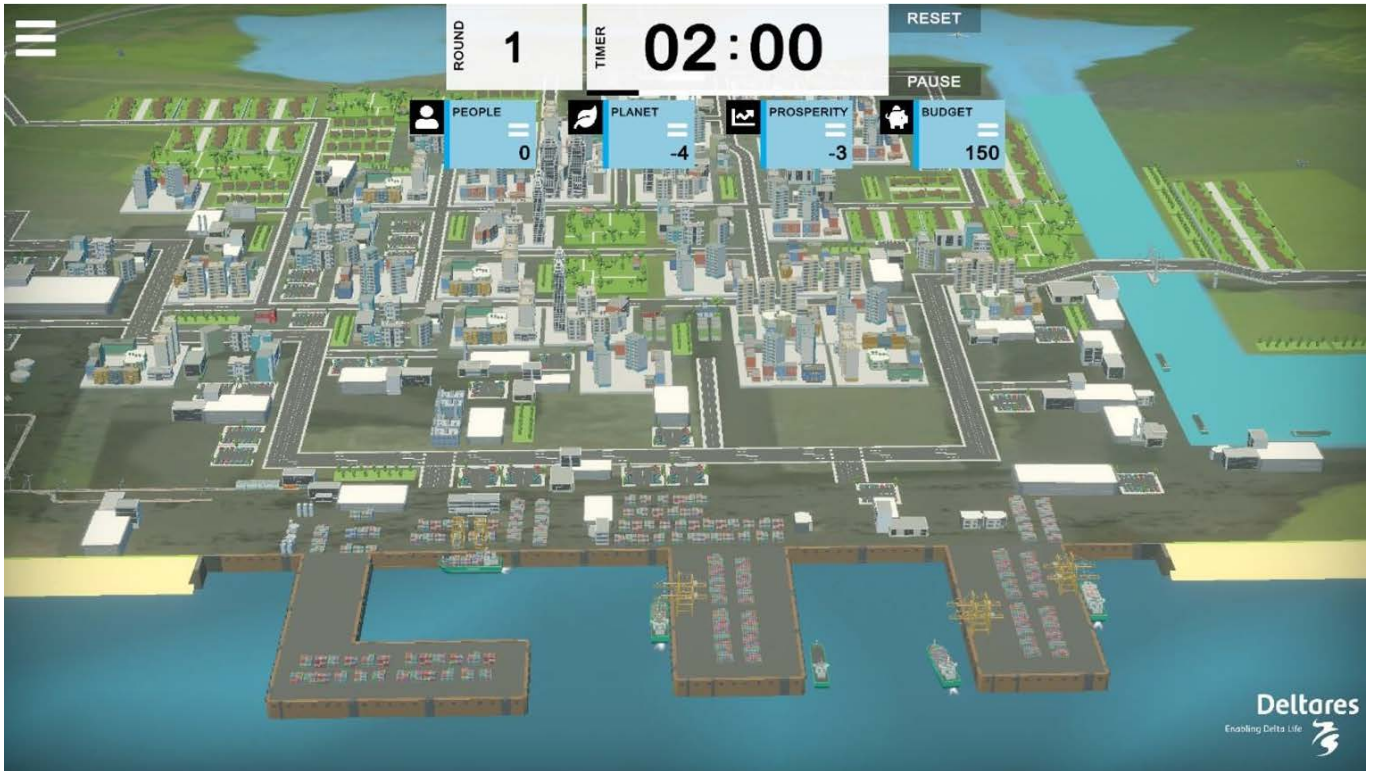 ROUND
1
TIMER
02:00
RESET
PAUSE
PEOPLE
0
PLANET
-4
PROSPERITY
-3
BUDGET
150
Deltares
Enabling Delta Life